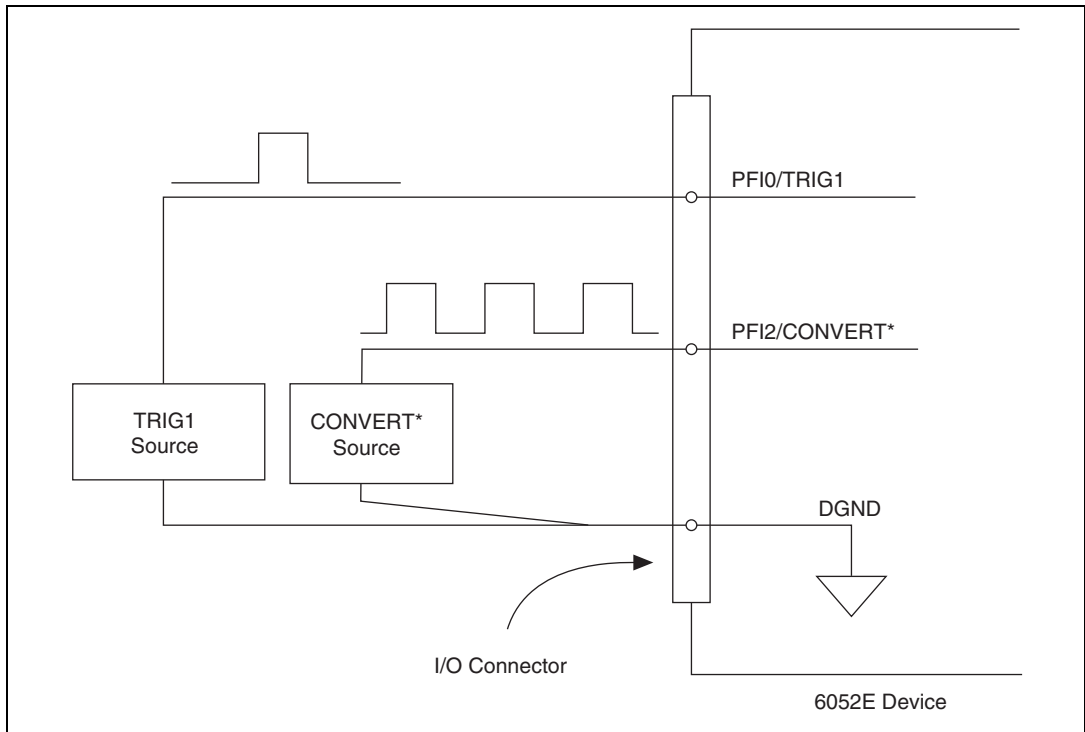 PFI0/TRIG1
PFI2/CONVERT*
TRIG1
Source
CONVERT*
Source
DGND
I/O Connector
6052E Device